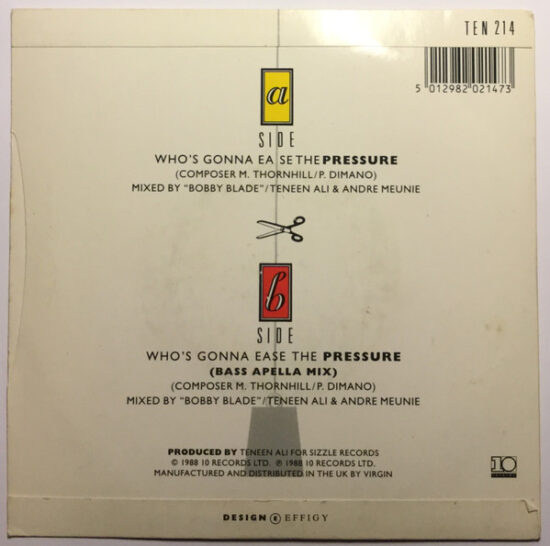 TEN 214
5 012982 021473
a
SIDE
WHO'S GONNA EA SE THE PRESSURE
(COMPOSER M. THORNHILL/P. DIMANO)
MIXED BY "BOBBY BLADE"/TENEEN ALI & ANDRE MEUNIE
b
SIDE
WHO'S GONNA EASE THE PRESSURE
(BASS APELLA MIX)
(COMPOSER M. THORNHILL/P. DIMANO)
MIXED BY "BOBBY BLADE"/TENEEN ALI & ANDRE MEUNIE
PRODUCED BY TENEEN ALI FOR SIZZLE RECORDS
© 1988 10 RECORDS LTD. ℗ 1988 10 RECORDS LTD.
MANUFACTURED AND DISTRIBUTED IN THE UK BY VIRGIN
10
RECORDS
DESIGN E EFFIGY